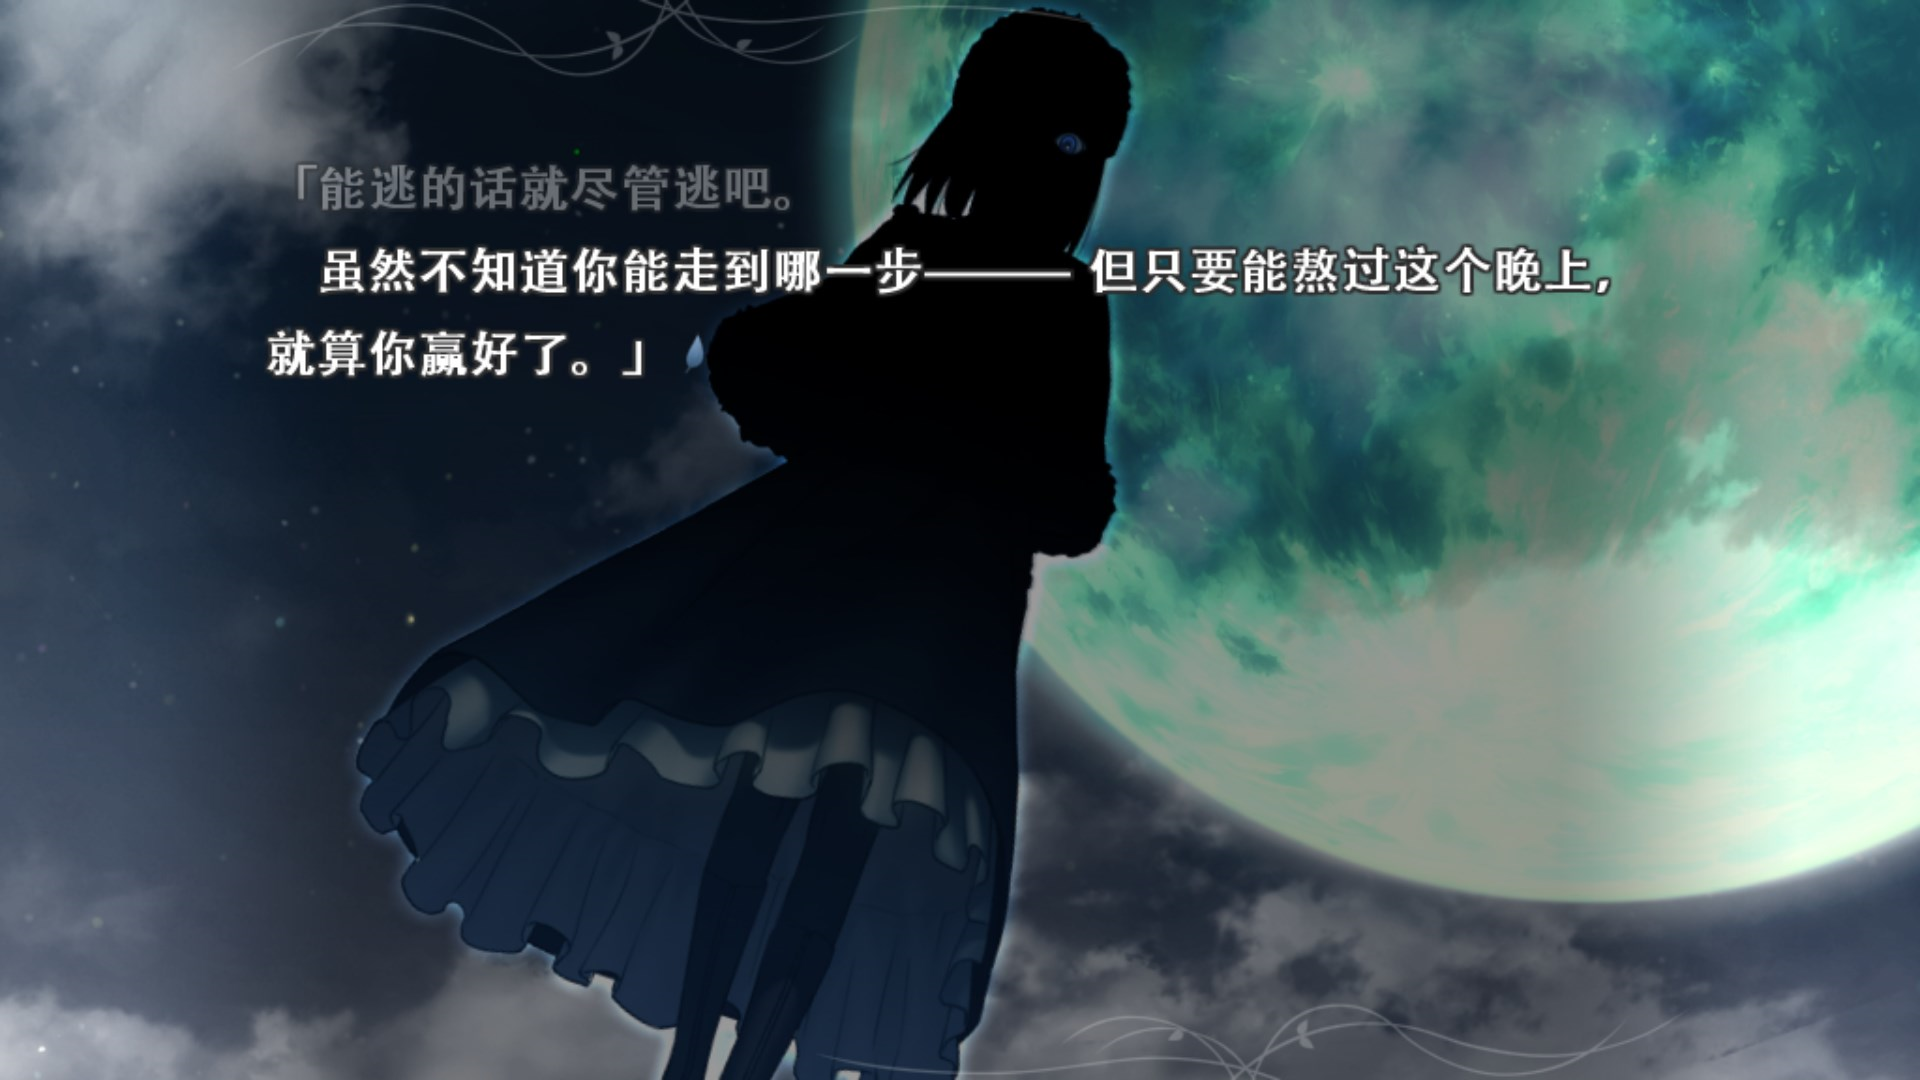 「能逃的话就尽管逃吧。
虽然不知道你能走到哪一步———但只要能熬过这个晚上，
就算你赢好了。」